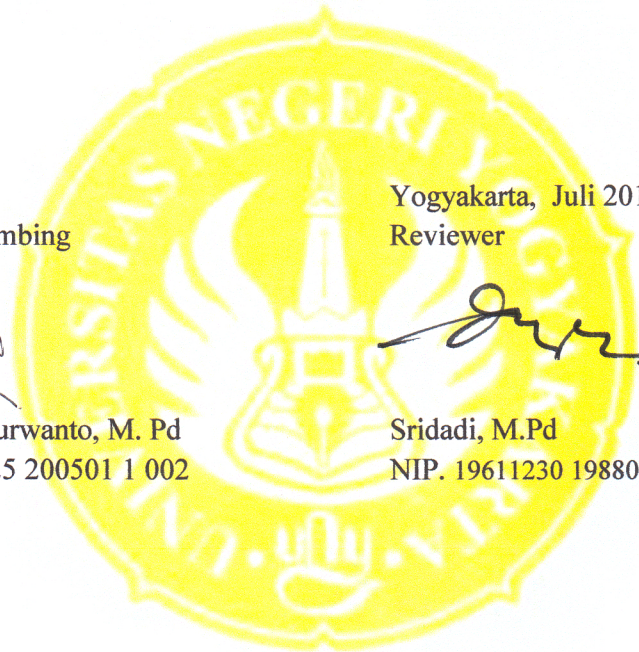 UNIVERSITAS NEGERI YOGYAKARTA
Yogyakarta, Juli 201
mbing
Reviewer
urwanto, M. Pd
Sridadi, M.Pd
5 200501 1 002
NIP. 19611230 19880